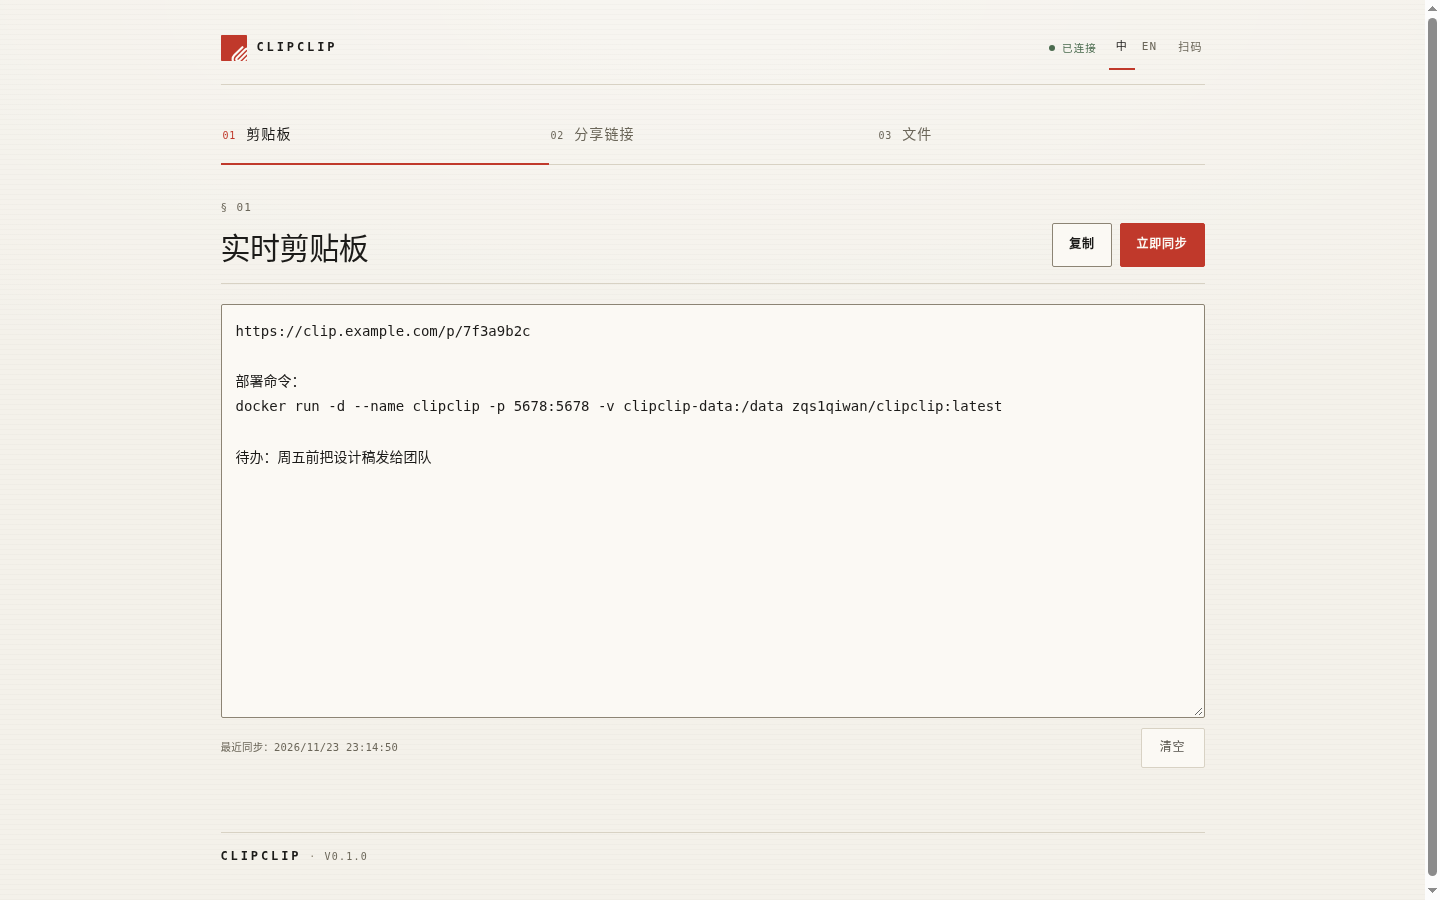 CLIPCLIP
已连接 中 EN 扫码
01 剪贴板
02 分享链接
03 文件
§ 01
实时剪贴板
复制
立即同步
https://clip.example.com/p/7f3a9b2c
部署命令：
docker run -d --name clipclip -p 5678:5678 -v clipclip-data:/data zqs1qiwan/clipclip:latest
待办：周五前把设计稿发给团队
最近同步：2026/11/23 23:14:50
清空
CLIPCLIP · V0.1.0